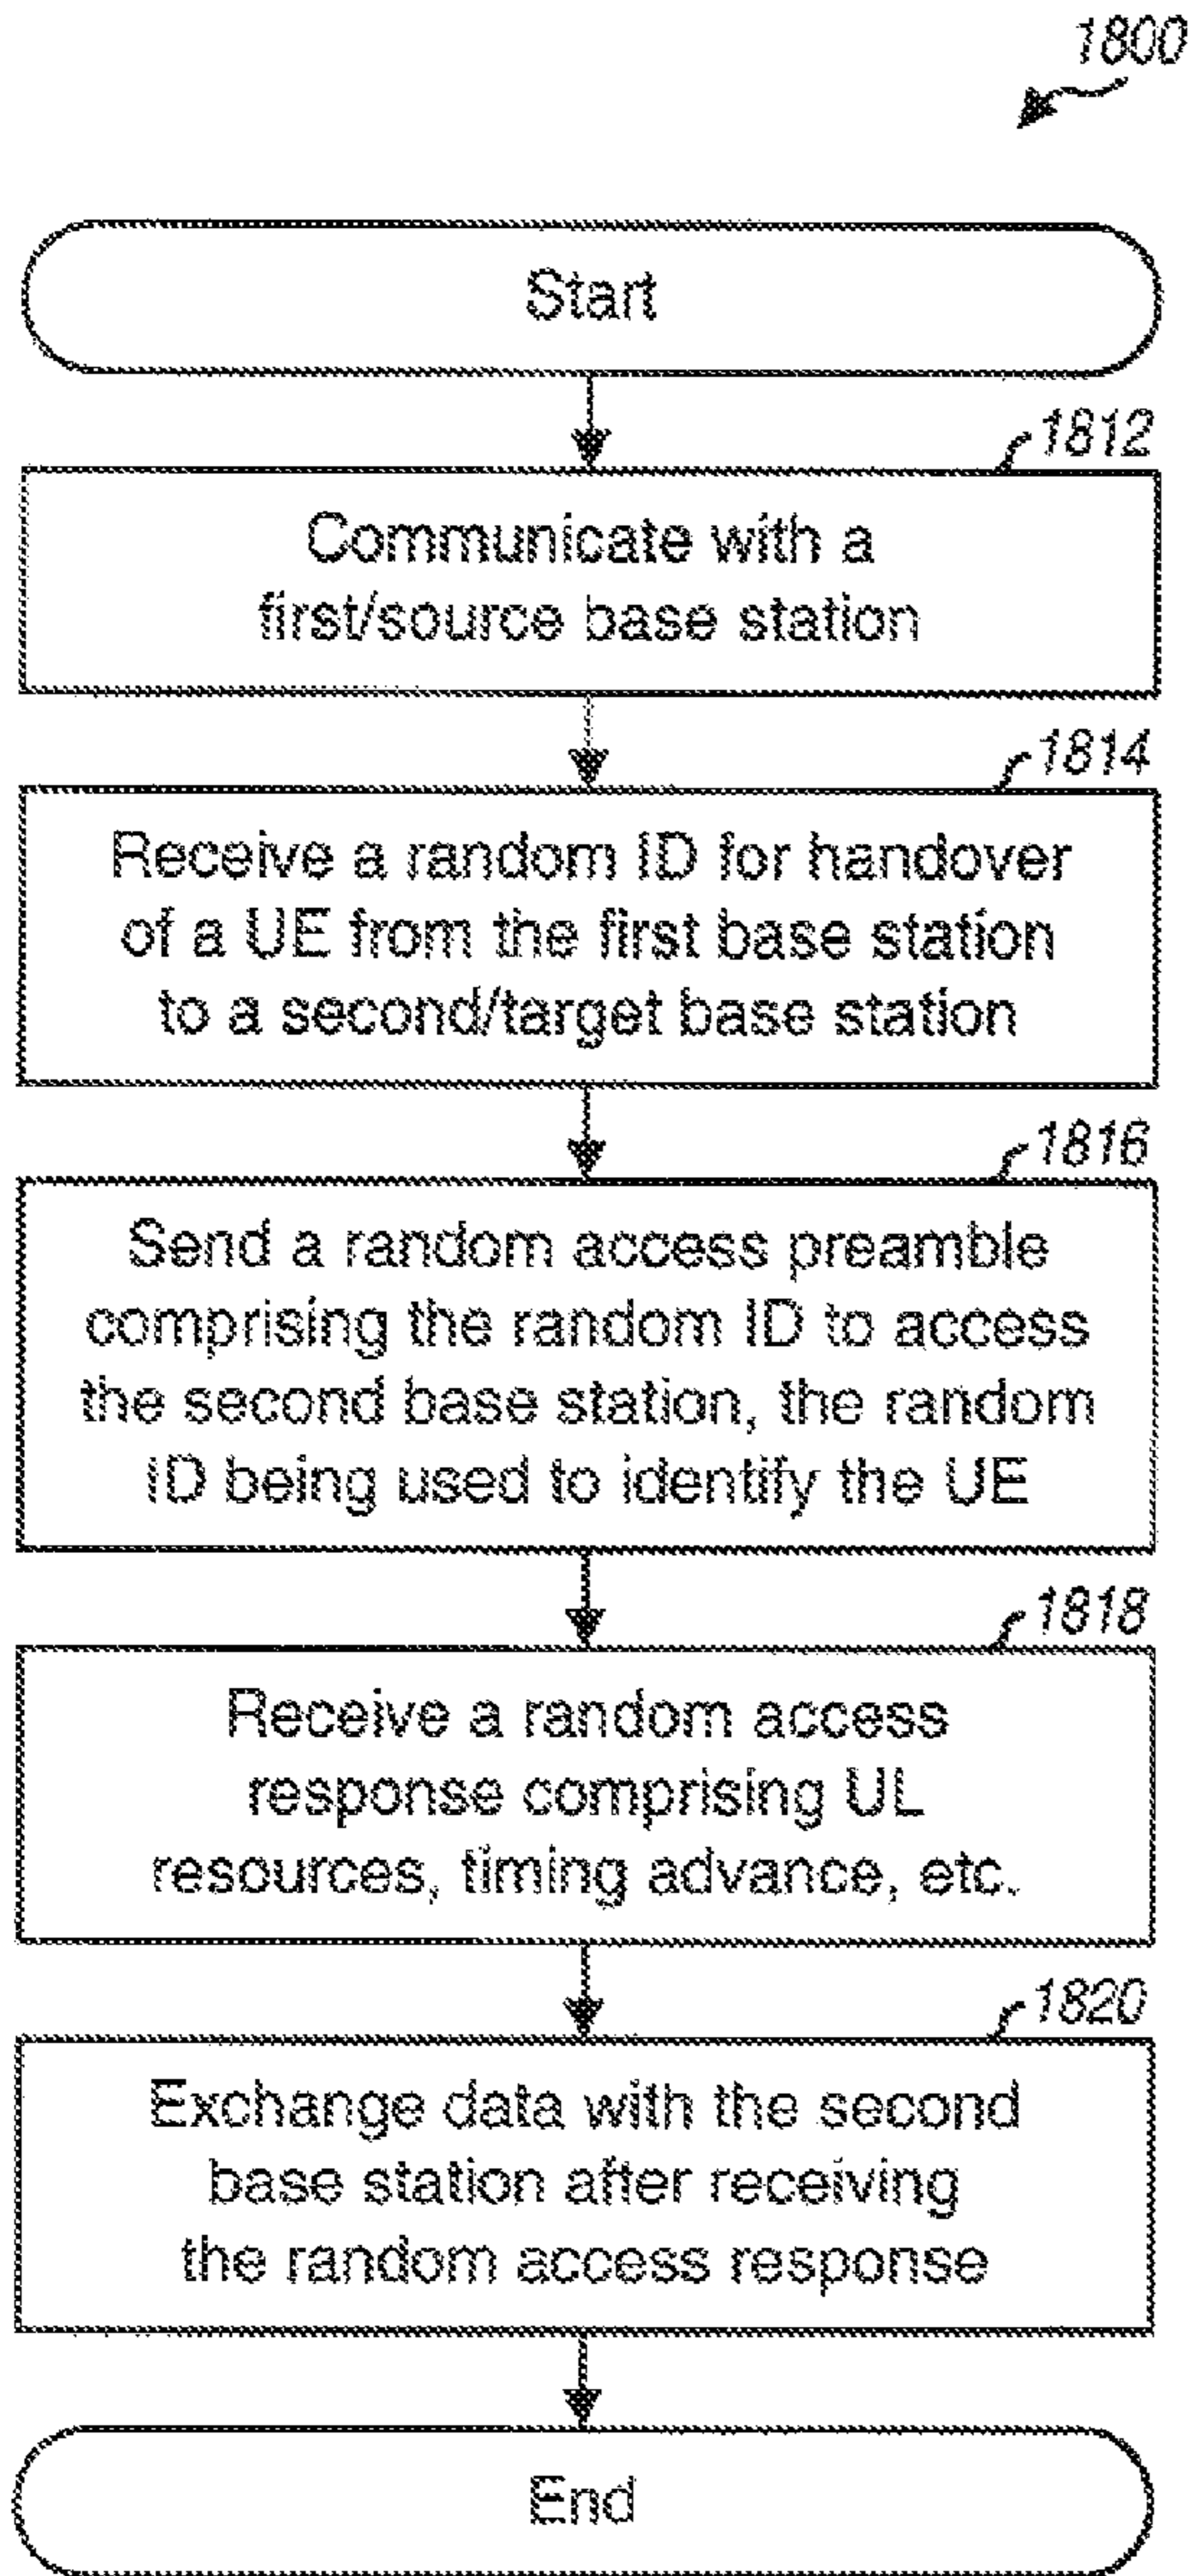 1800
Start
1812
Communicate with a
first/source base station
1814
Receive a random ID for handover
of a UE from the first base station
to a second/target base station
1816
Send a random access preamble
comprising the random ID to access
the second base station, the random
ID being used to identify the UE
1818
Receive a random access
response comprising UL
resources, timing advance, etc.
1820
Exchange data with the second
base station after receiving
the random access response
End